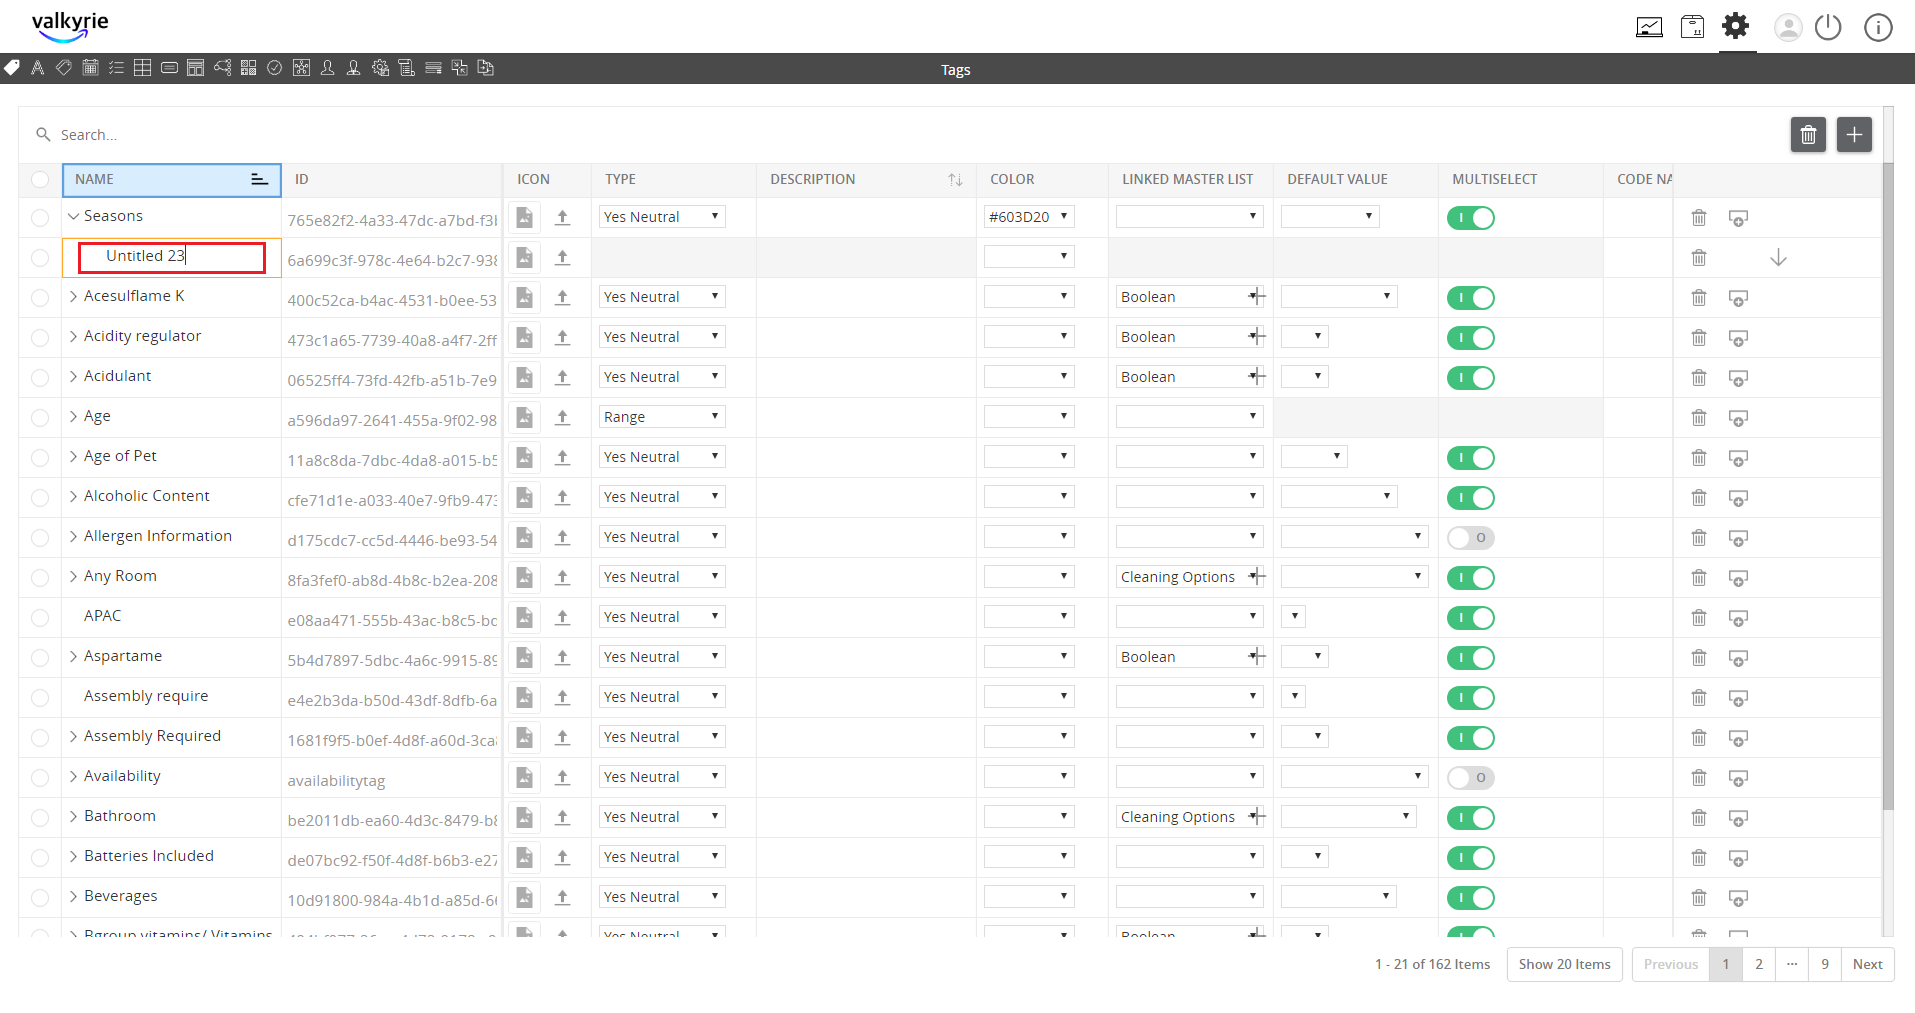 valkyrie
Tags
Search...
NAME ID ICON TYPE DESCRIPTION COLOR LINKED MASTER LIST DEFAULT VALUE MULTISELECT CODE NA
Seasons 765e82f2-4a33-47dc-a7bd-f3 Yes Neutral #603D20 I
Untitled 23 6a699c3f-978c-4e64-b2c7-938
Acesulflame K 400c52ca-b4ac-4531-b0ee-53 Yes Neutral Boolean I
Acidity regulator 473c1a65-7739-40a8-a4f7-2ff Yes Neutral Boolean I
Acidulant 06525ff4-73fd-42fb-a51b-7e9 Yes Neutral Boolean I
Age a596da97-2641-455a-9f02-98 Range
Age of Pet 11a8c8da-7dbc-4da8-a015-b5 Yes Neutral I
Alcoholic Content cfe71d1e-a033-40e7-9fb9-473 Yes Neutral I
Allergen Information d175cdc7-cc5d-4446-be93-54 Yes Neutral O
Any Room 8fa3fef0-ab8d-4b8c-b2ea-208 Yes Neutral Cleaning Options I
APAC e08aa471-555b-43ac-b8c5-bc Yes Neutral I
Aspartame 5b4d7897-5dbc-4a6c-9915-89 Yes Neutral Boolean I
Assembly require e4e2b3da-b50d-43df-8dfb-6a Yes Neutral I
Assembly Required 1681f9f5-b0ef-4d8f-a60d-3ca Yes Neutral I
Availability availabilitytag Yes Neutral O
Bathroom be2011db-ea60-4d3c-8479-b8 Yes Neutral Cleaning Options I
Batteries Included de07bc92-f50f-4d8f-b6b3-e27 Yes Neutral I
Beverages 10d91800-984a-4b1d-a85d-6 Yes Neutral I
Bgroup vitamins/ Vitamins Yes Neutral Boolean
1 - 21 of 162 Items Show 20 Items Previous 1 2 ... 9 Next